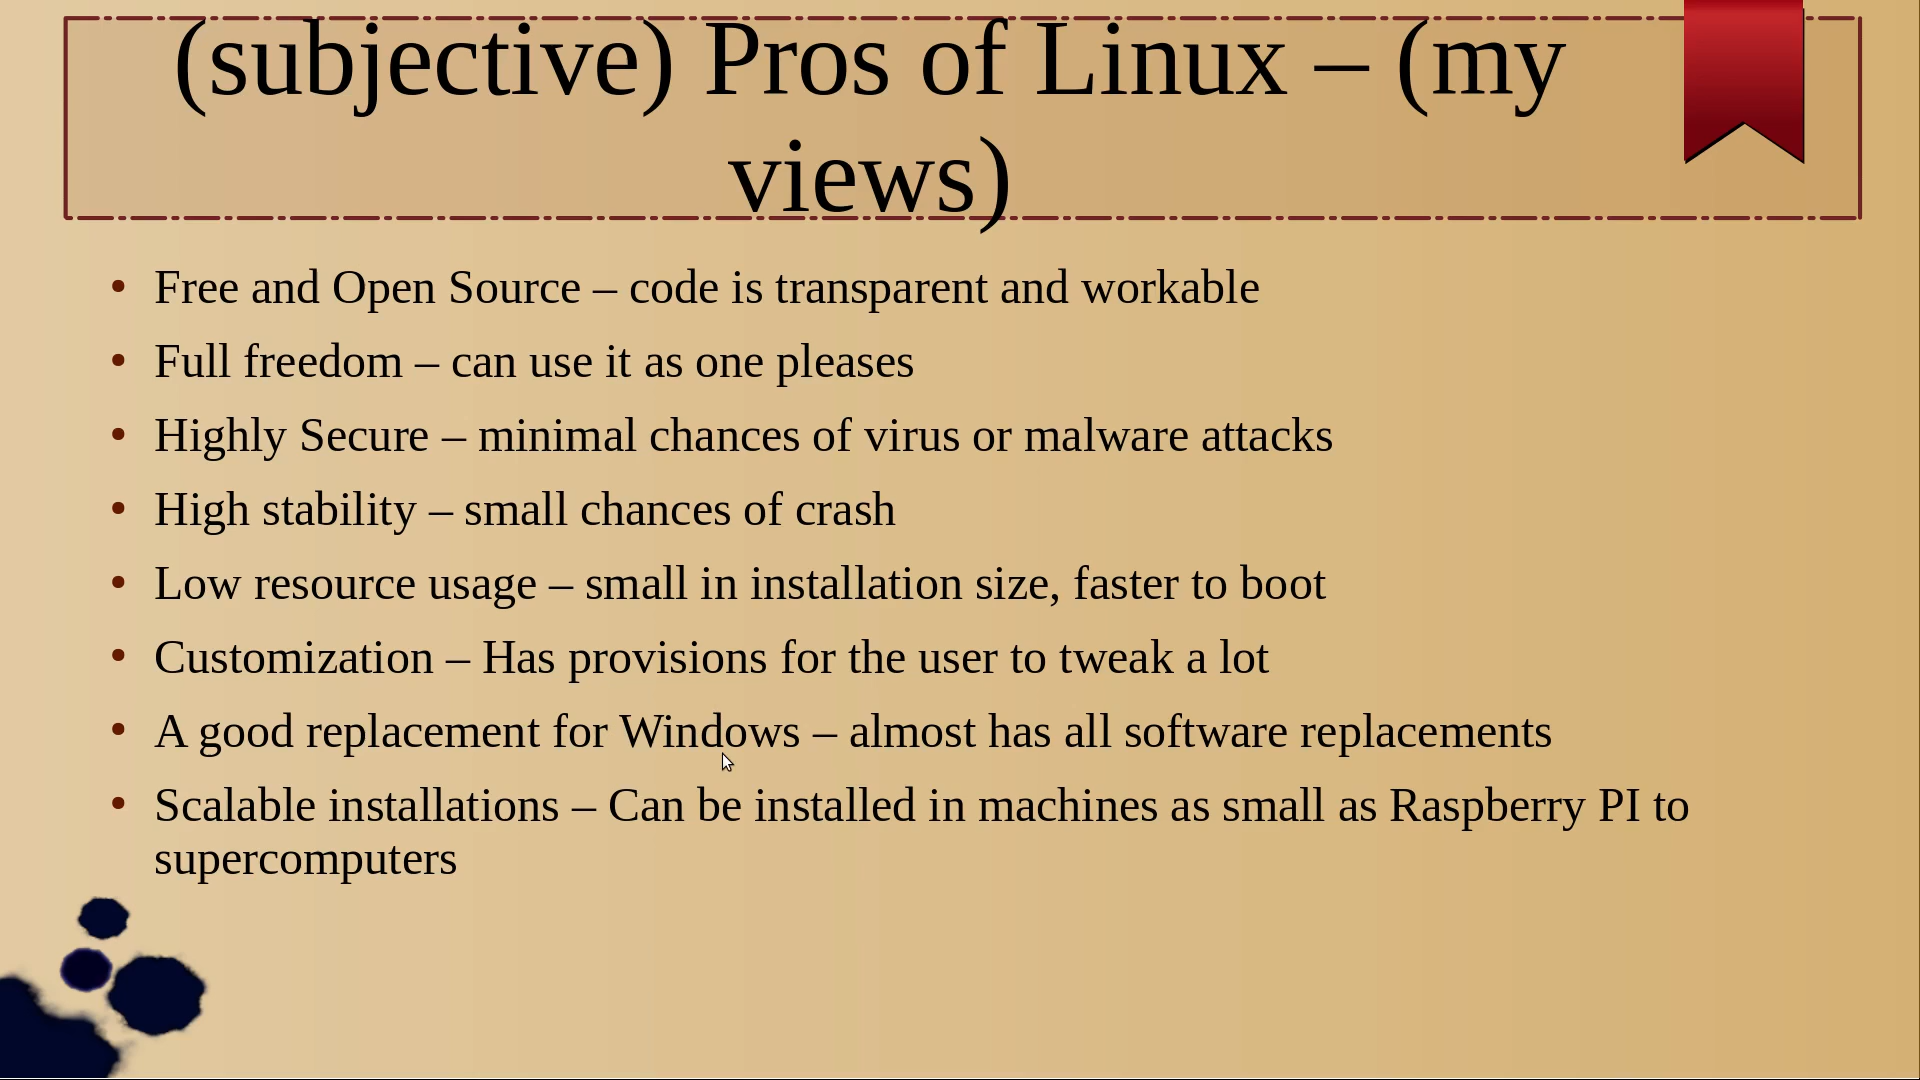 (subjective) Pros of Linux – (my
views)
• Free and Open Source – code is transparent and workable
• Full freedom – can use it as one pleases
• Highly Secure – minimal chances of virus or malware attacks
• High stability – small chances of crash
• Low resource usage – small in installation size, faster to boot
• Customization – Has provisions for the user to tweak a lot
• A good replacement for Windows – almost has all software replacements
• Scalable installations – Can be installed in machines as small as Raspberry PI to
supercomputers